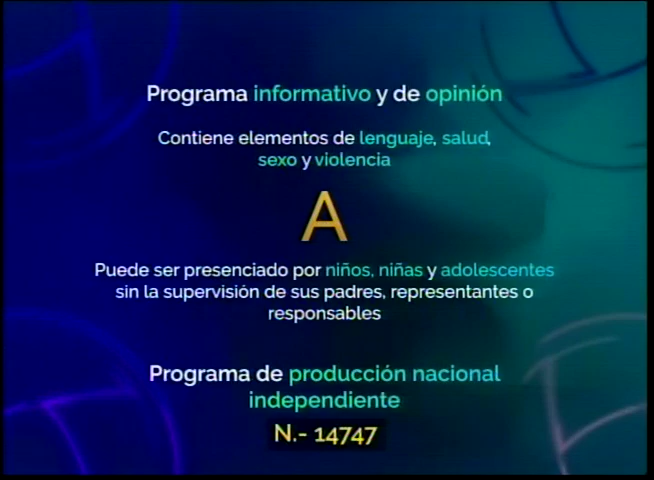 Programa informativo y de opinión
Contiene elementos de lenguaje, salud,
sexo y violencia
A
Puede ser presenciado por niños, niñas y adolescentes
sin la supervisión de sus padres, representantes o
responsables
Programa de producción nacional
independiente
N.- 14747